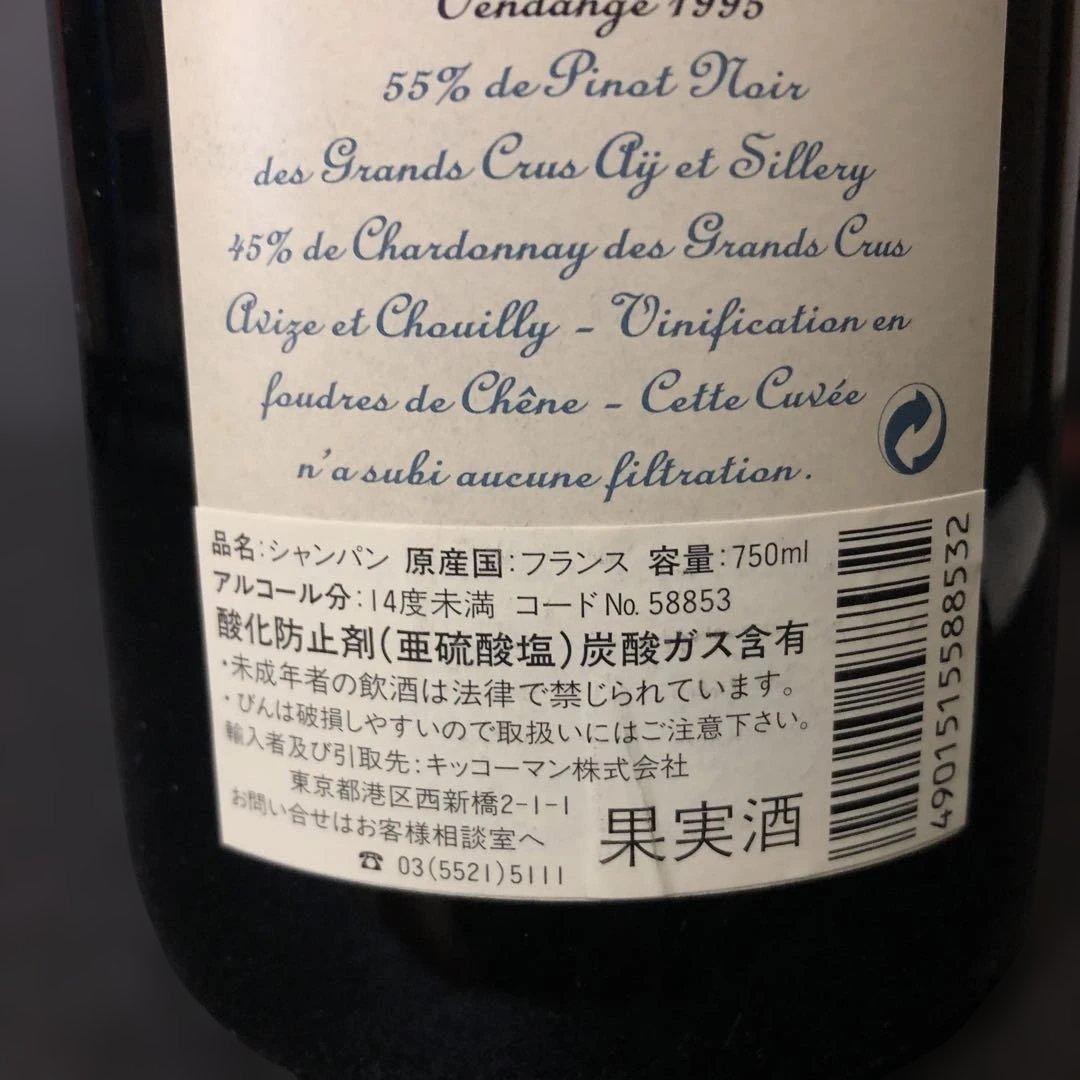 Vendange 1995
55% de Pinot Noir
des Grands Crus Aÿ et Sillery
45% de Chardonnay des Grands Crus
Avize et Chouilly - Vinification en
foudres de Chêne - Cette Cuvée
n'a subi aucune filtration.
品名:シャンパン 原産国:フランス 容量:750ml
アルコール分:14度未満 コードNo. 58853
酸化防止剤(亜硫酸塩)炭酸ガス含有
・未成年者の飲酒は法律で禁じられています。
・びんは破損しやすいので取扱いにはご注意下さい。
輸入者及び引取先:キッコーマン株式会社
東京都港区西新橋2-1-1
お問い合せはお客様相談室へ
☎ 03(5521)5111
果実酒
4901515588532